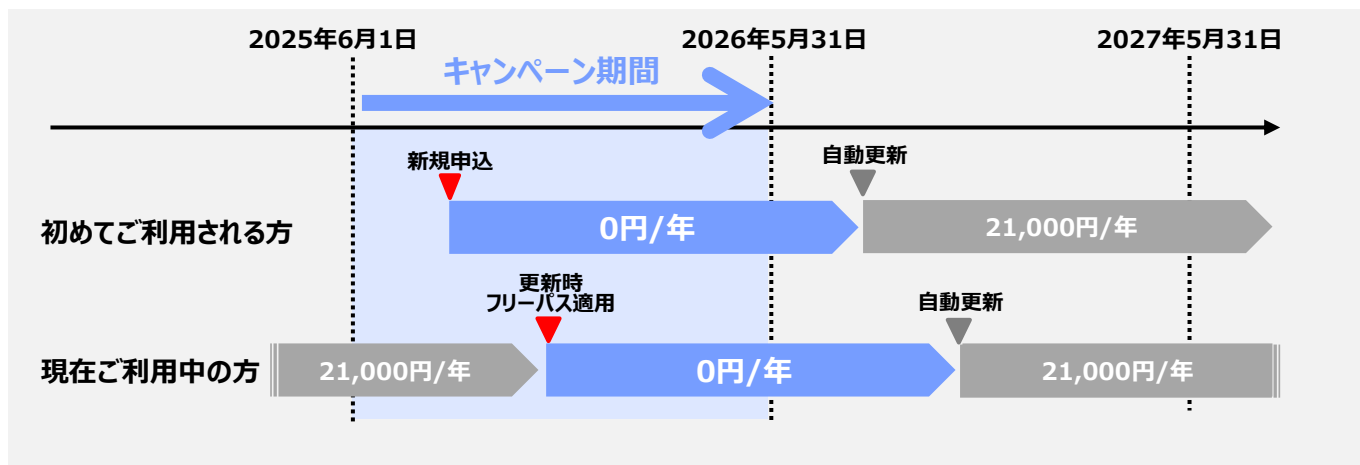 2025年6月1日
2026年5月31日
2027年5月31日
キャンペーン期間
新規申込
自動更新
初めてご利用される方
0円/年
21,000円/年
更新時
フリーパス適用
自動更新
現在ご利用中の方
21,000円/年
0円/年
21,000円/年